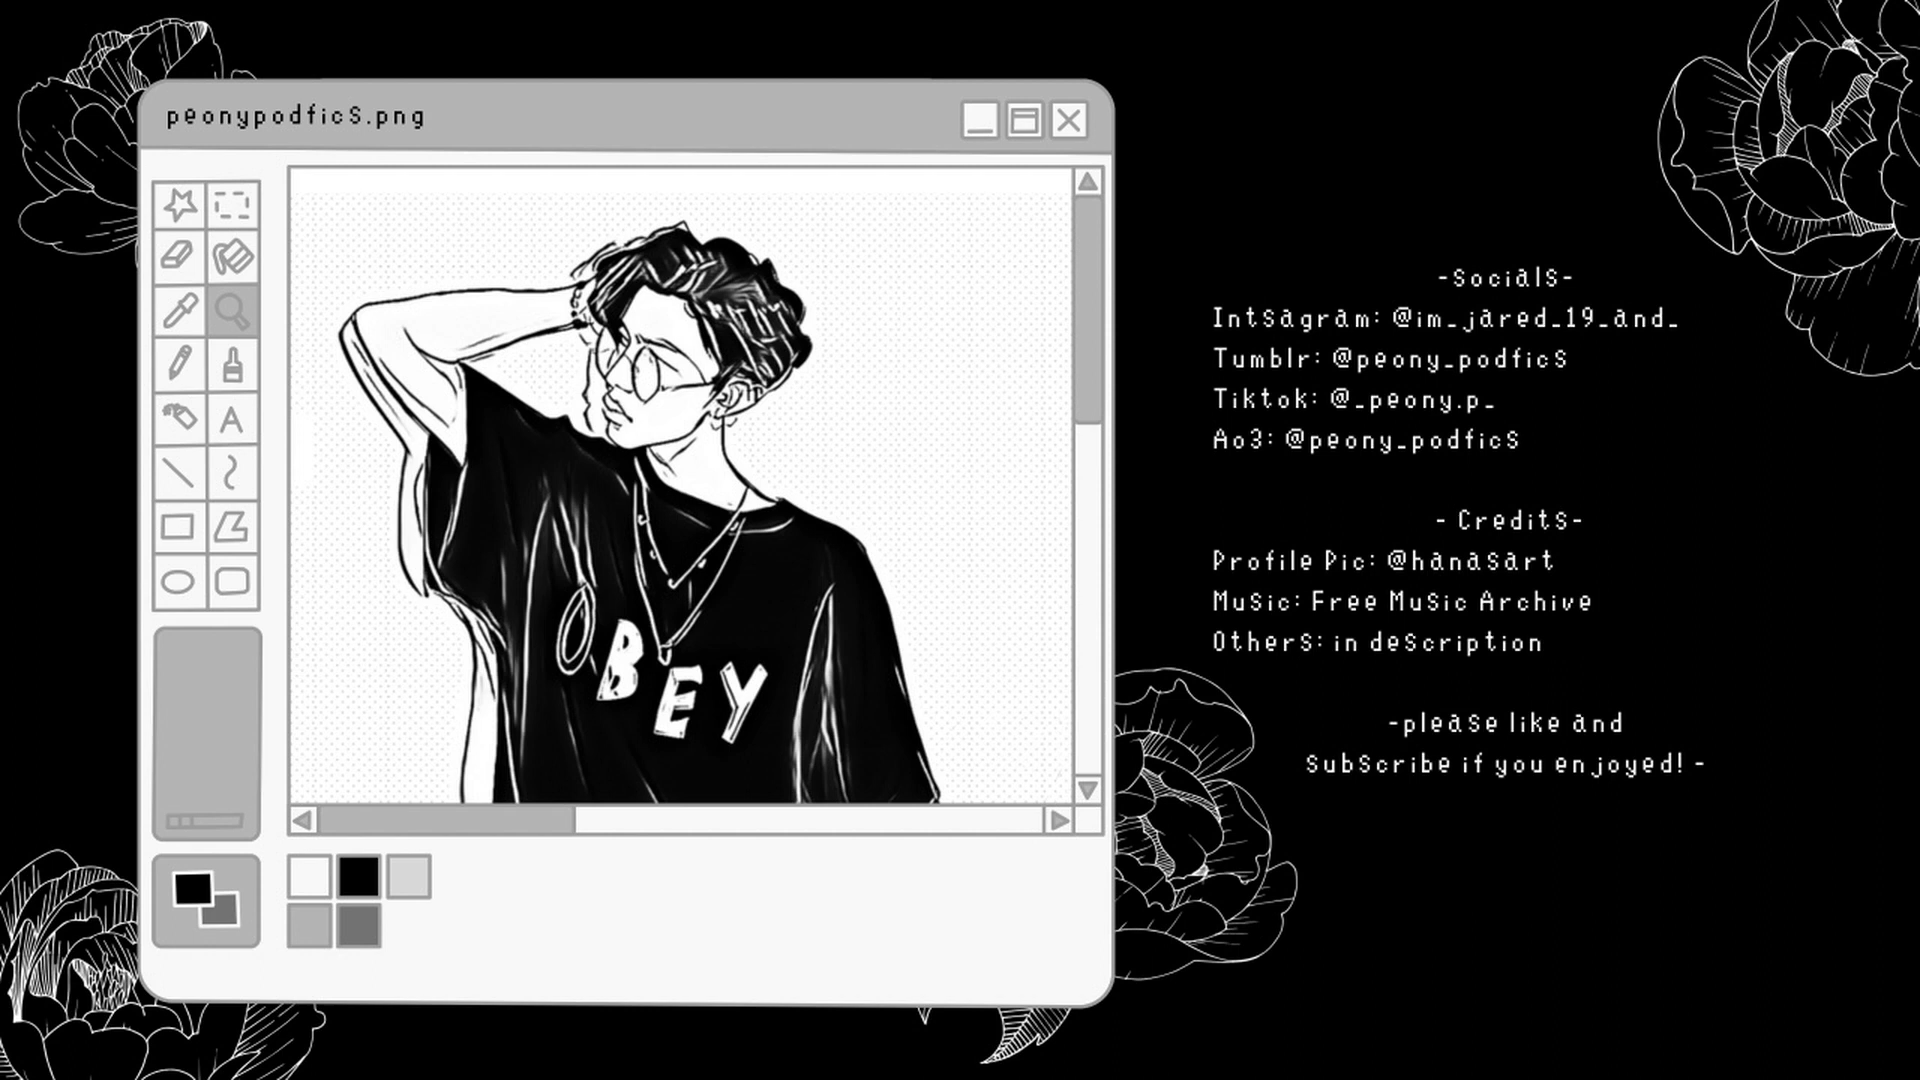 peonypodfics.png
A
OBEY
-Socials-
Intsagram: @im_jared_19_and_
Tumblr: @peony_podfics
Tiktok: @_peony.p_
Ao3: @peony_podfics
- Credits-
Profile Pic: @hanasart
Music: Free Music Archive
Others: in description
-please like and
Subscribe if you enjoyed! -